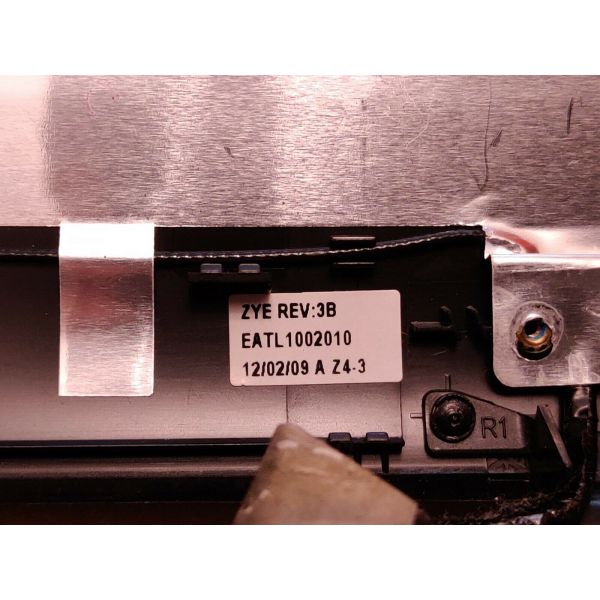 ZYE REV:3B
EATL1002010
12/02/09 A Z4-3
R1